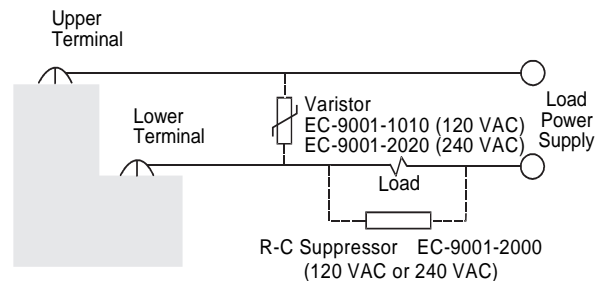 Upper
Terminal
Lower
Terminal
Varistor
EC-9001-1010 (120 VAC)
EC-9001-2020 (240 VAC)
Load
Power
Supply
Load
R-C Suppressor EC-9001-2000
(120 VAC or 240 VAC)